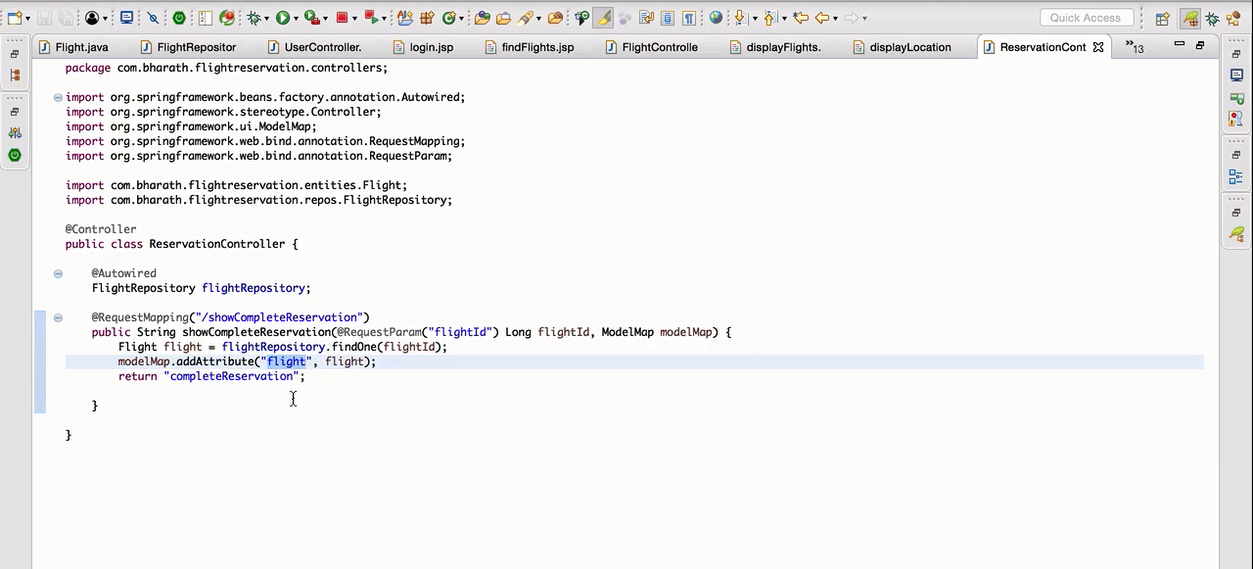 Quick Access
Flight.java
FlightRepositor
UserController.
login.jsp
findFlights.jsp
FlightControlle
displayFlights.
displayLocation
ReservationCont
»13
package com.bharath.flightreservation.controllers;
import org.springframework.beans.factory.annotation.Autowired;
import org.springframework.stereotype.Controller;
import org.springframework.ui.ModelMap;
import org.springframework.web.bind.annotation.RequestMapping;
import org.springframework.web.bind.annotation.RequestParam;
import com.bharath.flightreservation.entities.Flight;
import com.bharath.flightreservation.repos.FlightRepository;
@Controller
public class ReservationController {
@Autowired
FlightRepository flightRepository;
@RequestMapping("/showCompleteReservation")
public String showCompleteReservation(@RequestParam("flightId") Long flightId, ModelMap modelMap) {
Flight flight = flightRepository.findOne(flightId);
modelMap.addAttribute("flight", flight);
return "completeReservation";
}
}